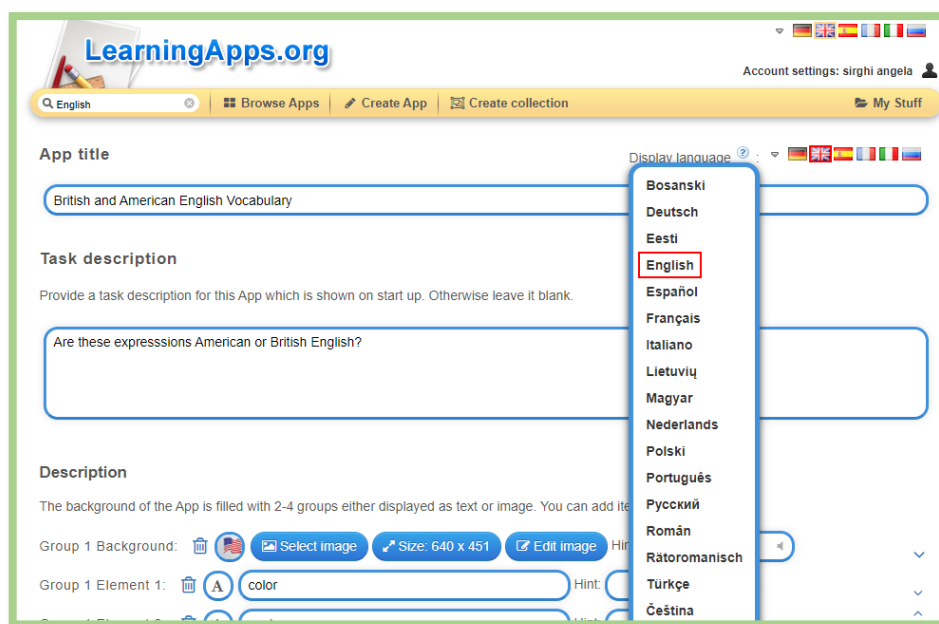 LearningApps.org
Account settings: sirghi angela
English
Browse Apps
Create App
Create collection
My Stuff
App title
Display language ? :
British and American English Vocabulary
Bosanski
Deutsch
Eesti
English
Español
Français
Italiano
Lietuvių
Magyar
Nederlands
Polski
Português
Русский
Român
Rätoromanisch
Türkçe
Čeština
Task description
Provide a task description for this App which is shown on start up. Otherwise leave it blank.
Are these expresssions American or British English?
Description
The background of the App is filled with 2-4 groups either displayed as text or image. You can add
Group 1 Background: Select image Size: 640 x 451 Edit image
Group 1 Element 1: A color Hint: